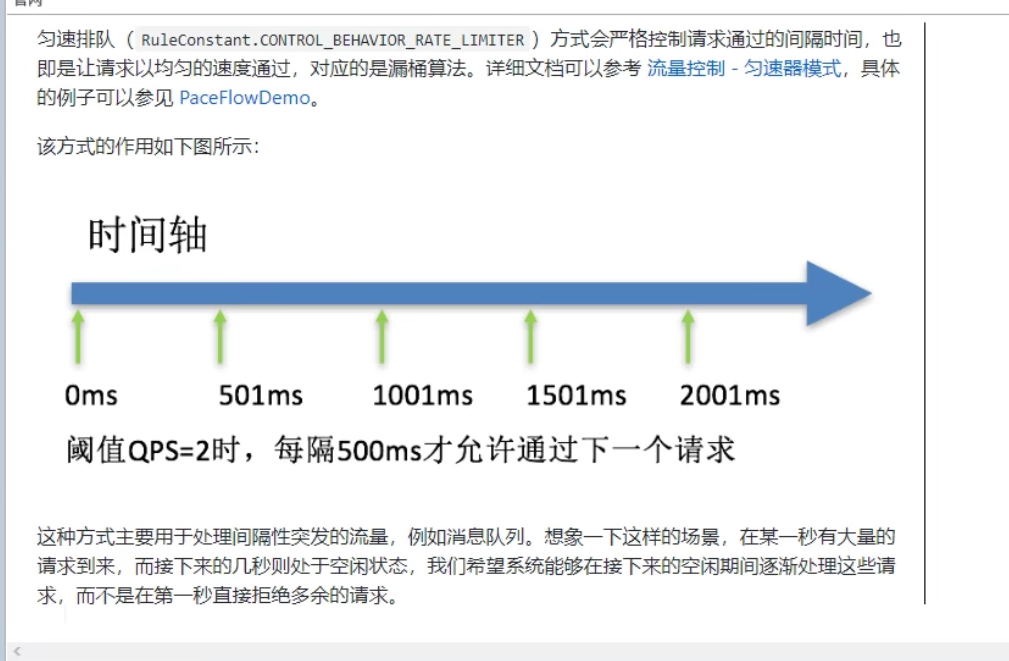 官网
匀速排队（ RuleConstant.CONTROL_BEHAVIOR_RATE_LIMITER ）方式会严格控制请求通过的间隔时间，也
即是让请求以均匀的速度通过，对应的是漏桶算法。详细文档可以参考 流量控制 - 匀速器模式，具体
的例子可以参见 PaceFlowDemo。
该方式的作用如下图所示：
时间轴
0ms 501ms 1001ms 1501ms 2001ms
阈值QPS=2时，每隔500ms才允许通过下一个请求
这种方式主要用于处理间隔性突发的流量，例如消息队列。想象一下这样的场景，在某一秒有大量的
请求到来，而接下来的几秒则处于空闲状态，我们希望系统能够在接下来的空闲期间逐渐处理这些请
求，而不是在第一秒直接拒绝多余的请求。